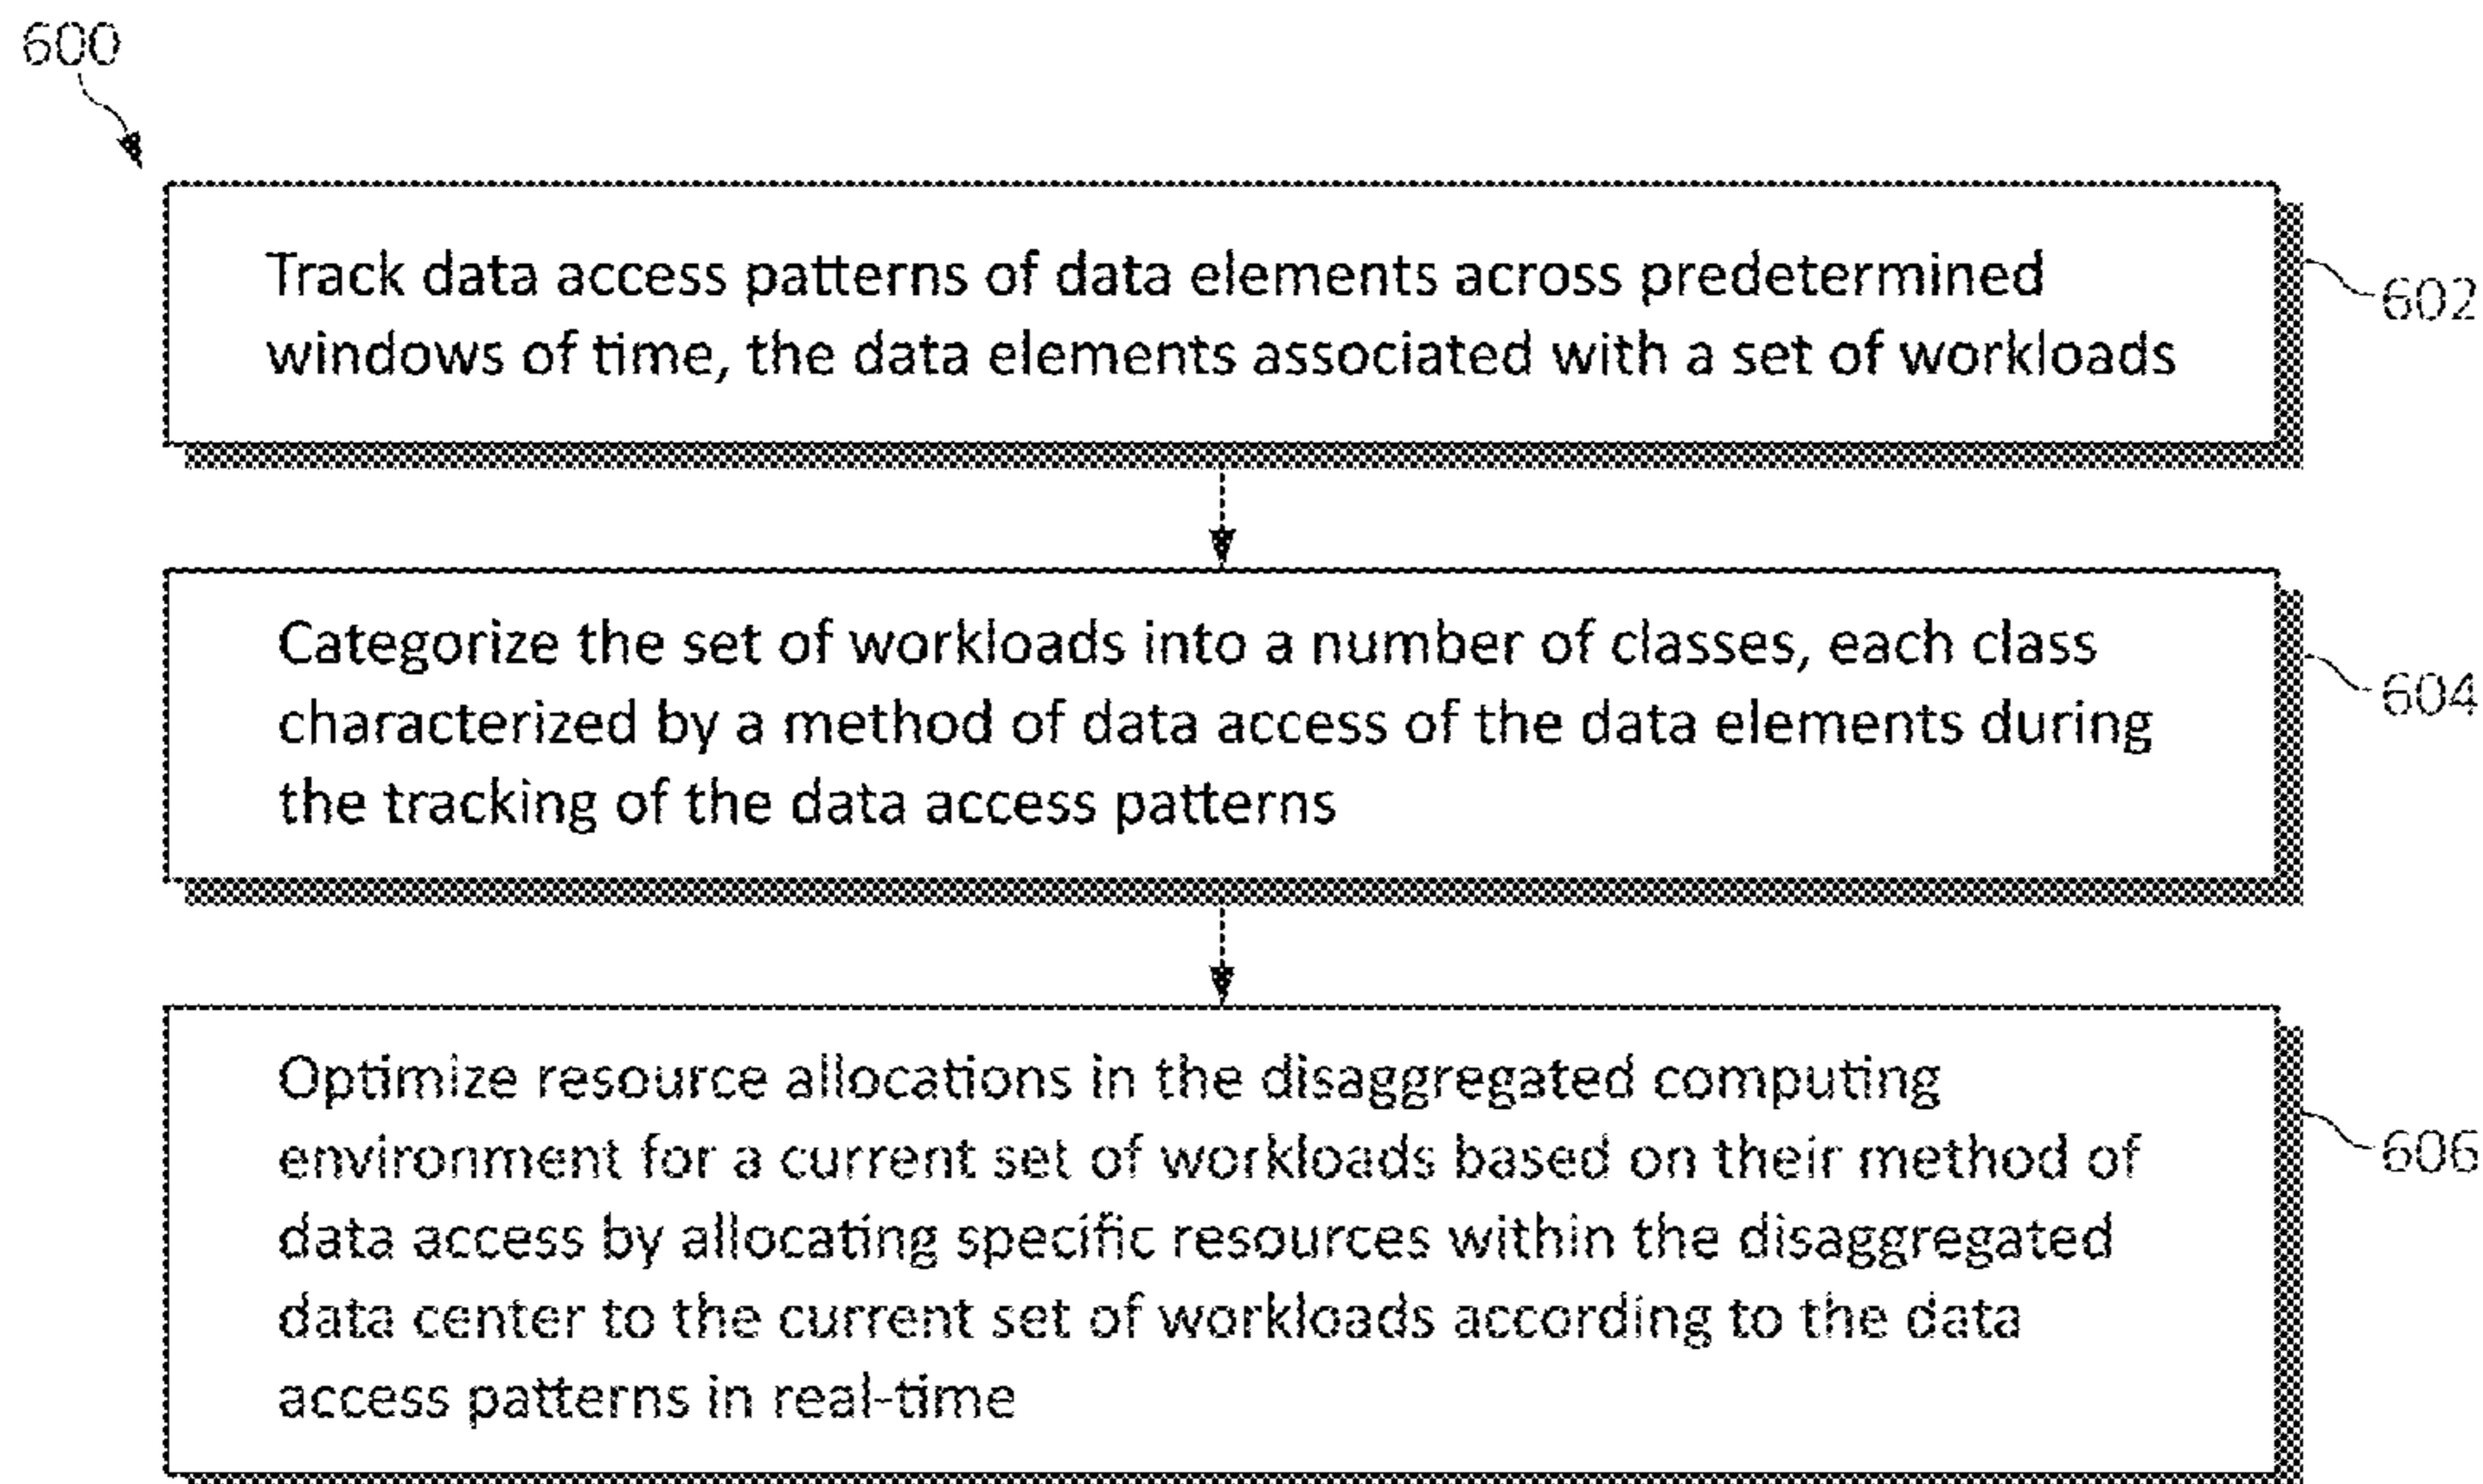 600
Track data access patterns of data elements across predetermined
windows of time, the data elements associated with a set of workloads
602
Categorize the set of workloads into a number of classes, each class
characterized by a method of data access of the data elements during
the tracking of the data access patterns
604
Optimize resource allocations in the disaggregated computing
environment for a current set of workloads based on their method of
data access by allocating specific resources within the disaggregated
data center to the current set of workloads according to the data
access patterns in real-time
606